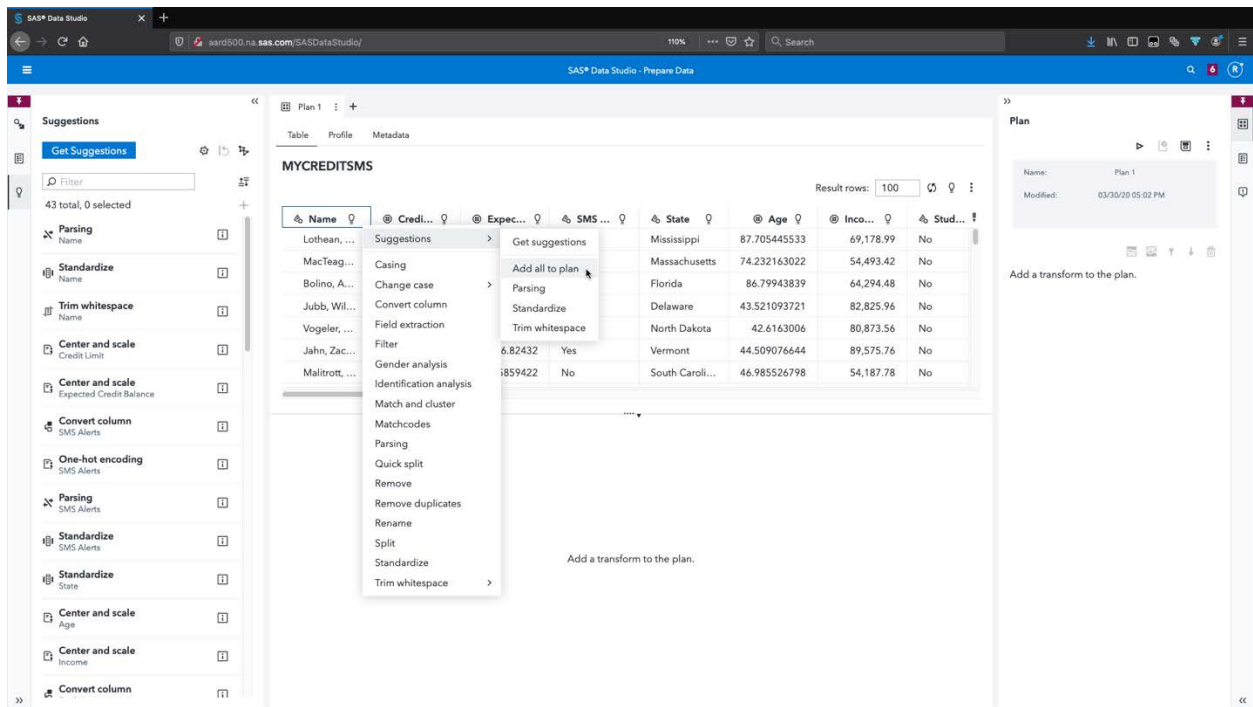 SAS® Data Studio
aard500.na.sas.com/SASDataStudio/
110%
Search
SAS® Data Studio - Prepare Data
6
R
Suggestions
Get Suggestions
Filter
43 total, 0 selected
Parsing
Name
Standardize
Name
Trim whitespace
Name
Center and scale
Credit Limit
Center and scale
Expected Credit Balance
Convert column
SMS Alerts
One-hot encoding
SMS Alerts
Parsing
SMS Alerts
Standardize
SMS Alerts
Standardize
State
Center and scale
Age
Center and scale
Income
Convert column
Plan 1
Table Profile Metadata
MYCREDITSMS
Result rows: 100
Name Credi... Expec... SMS ... State Age Inco... Stud...
Lothean, ... Mississippi 87.705445533 69,178.99 No
MacTeag... Massachusetts 74.232163022 54,493.42 No
Bolino, A... Florida 86.79943839 64,294.48 No
Jubb, Wil... Delaware 43.521093721 82,825.96 No
Vogeler, ... North Dakota 42.6163006 80,873.56 No
Jahn, Zac... 6.82432 Yes Vermont 44.509076644 89,575.76 No
Malitrott, ... 5859422 No South Caroli... 46.985526798 54,187.78 No
Suggestions
Casing
Change case
Convert column
Field extraction
Filter
Gender analysis
Identification analysis
Match and cluster
Matchcodes
Parsing
Quick split
Remove
Remove duplicates
Rename
Split
Standardize
Trim whitespace
Get suggestions
Add all to plan
Parsing
Standardize
Trim whitespace
Add a transform to the plan.
Plan
Name: Plan 1
Modified: 03/30/20 05:02 PM
Add a transform to the plan.